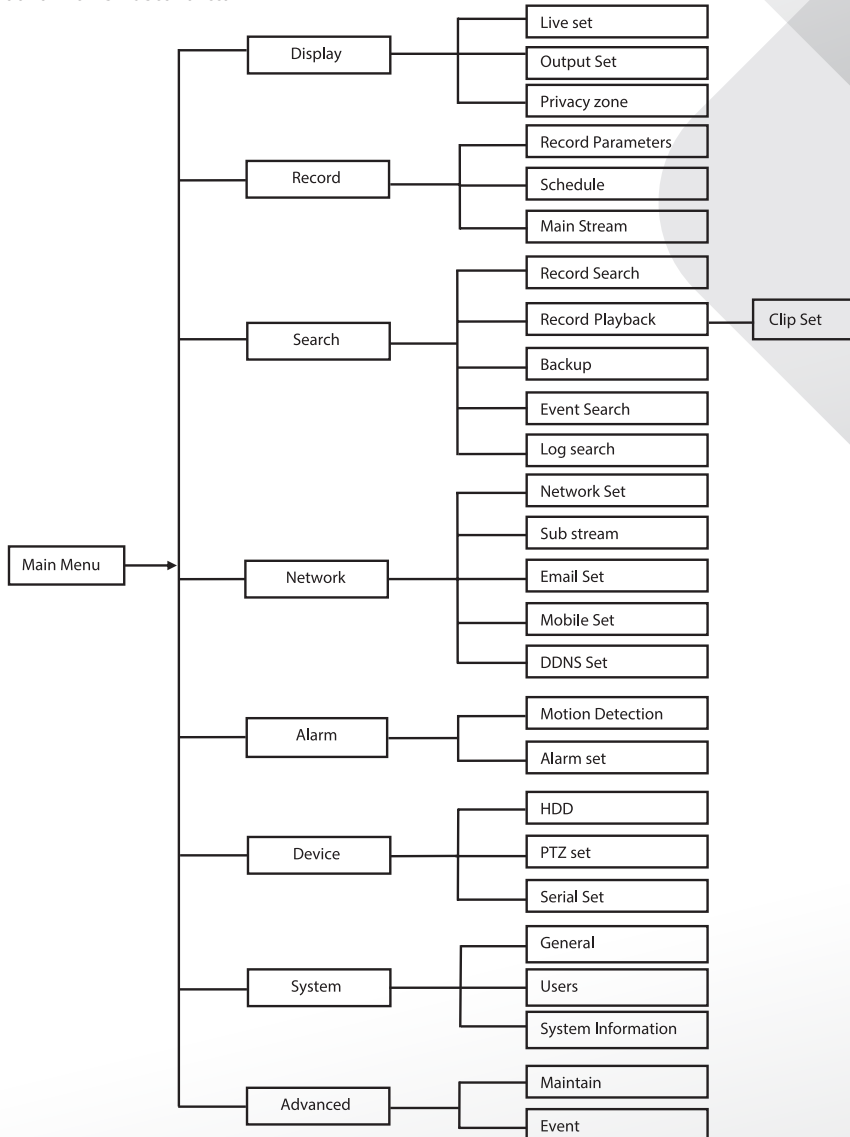 Live set
Display
Output Set
Privacy zone
Record Parameters
Record
Schedule
Main Stream
Record Search
Record Playback
Clip Set
Search
Backup
Event Search
Log search
Network Set
Sub stream
Main Menu
Network
Email Set
Mobile Set
DDNS Set
Motion Detection
Alarm
Alarm set
HDD
Device
PTZ set
Serial Set
General
System
Users
System Information
Maintain
Advanced
Event